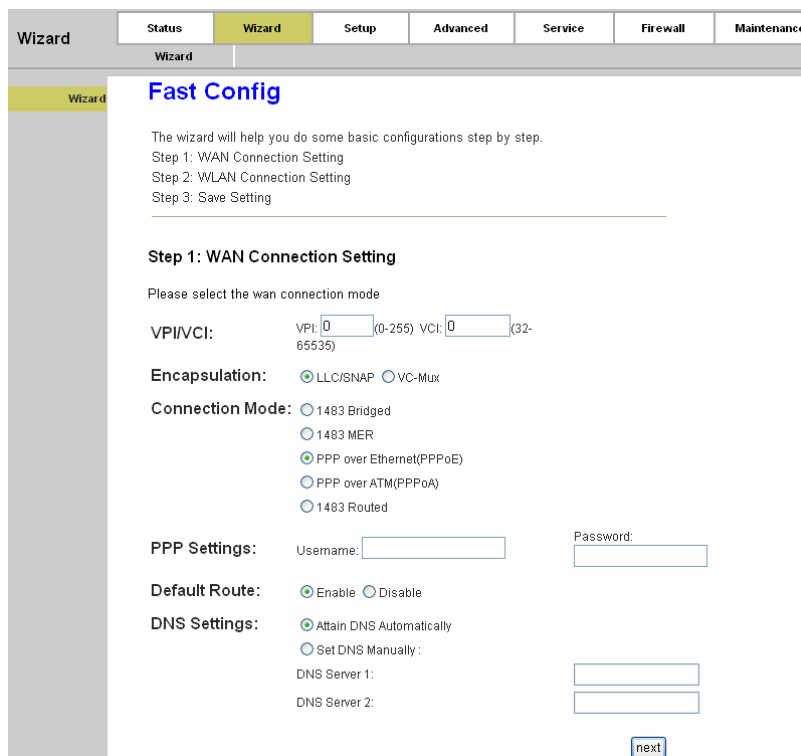 Wizard
Status Wizard Setup Advanced Service Firewall Maintenance
Wizard
Wizard
Fast Config
The wizard will help you do some basic configurations step by step.
Step 1: WAN Connection Setting
Step 2: WLAN Connection Setting
Step 3: Save Setting
Step 1: WAN Connection Setting
Please select the wan connection mode
VPI/VCI: VPI: 0 (0-255) VCI: 0 (32-
65535)
Encapsulation: LLC/SNAP VC-Mux
Connection Mode: 1483 Bridged
1483 MER
PPP over Ethernet(PPPoE)
PPP over ATM(PPPoA)
1483 Routed
PPP Settings: Username: Password:
Default Route: Enable Disable
DNS Settings: Attain DNS Automatically
Set DNS Manually :
DNS Server 1:
DNS Server 2:
next